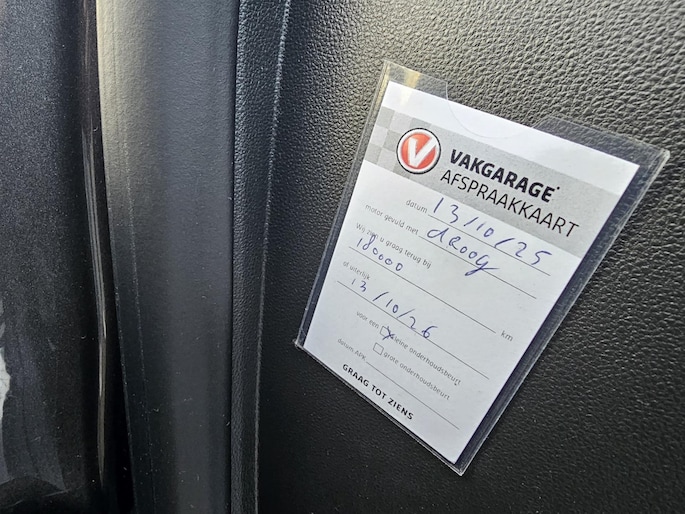 V
VAKGARAGE
AFSPRAAKKAART
datum 13/10/25
motor gevuld met droog
Wij zien u graag terug bij
180000 km
of uiterlijk
13/10/26
voor een kleine onderhoudsbeurt
grote onderhoudsbeurt
datum APK
GRAAG TOT ZIENS